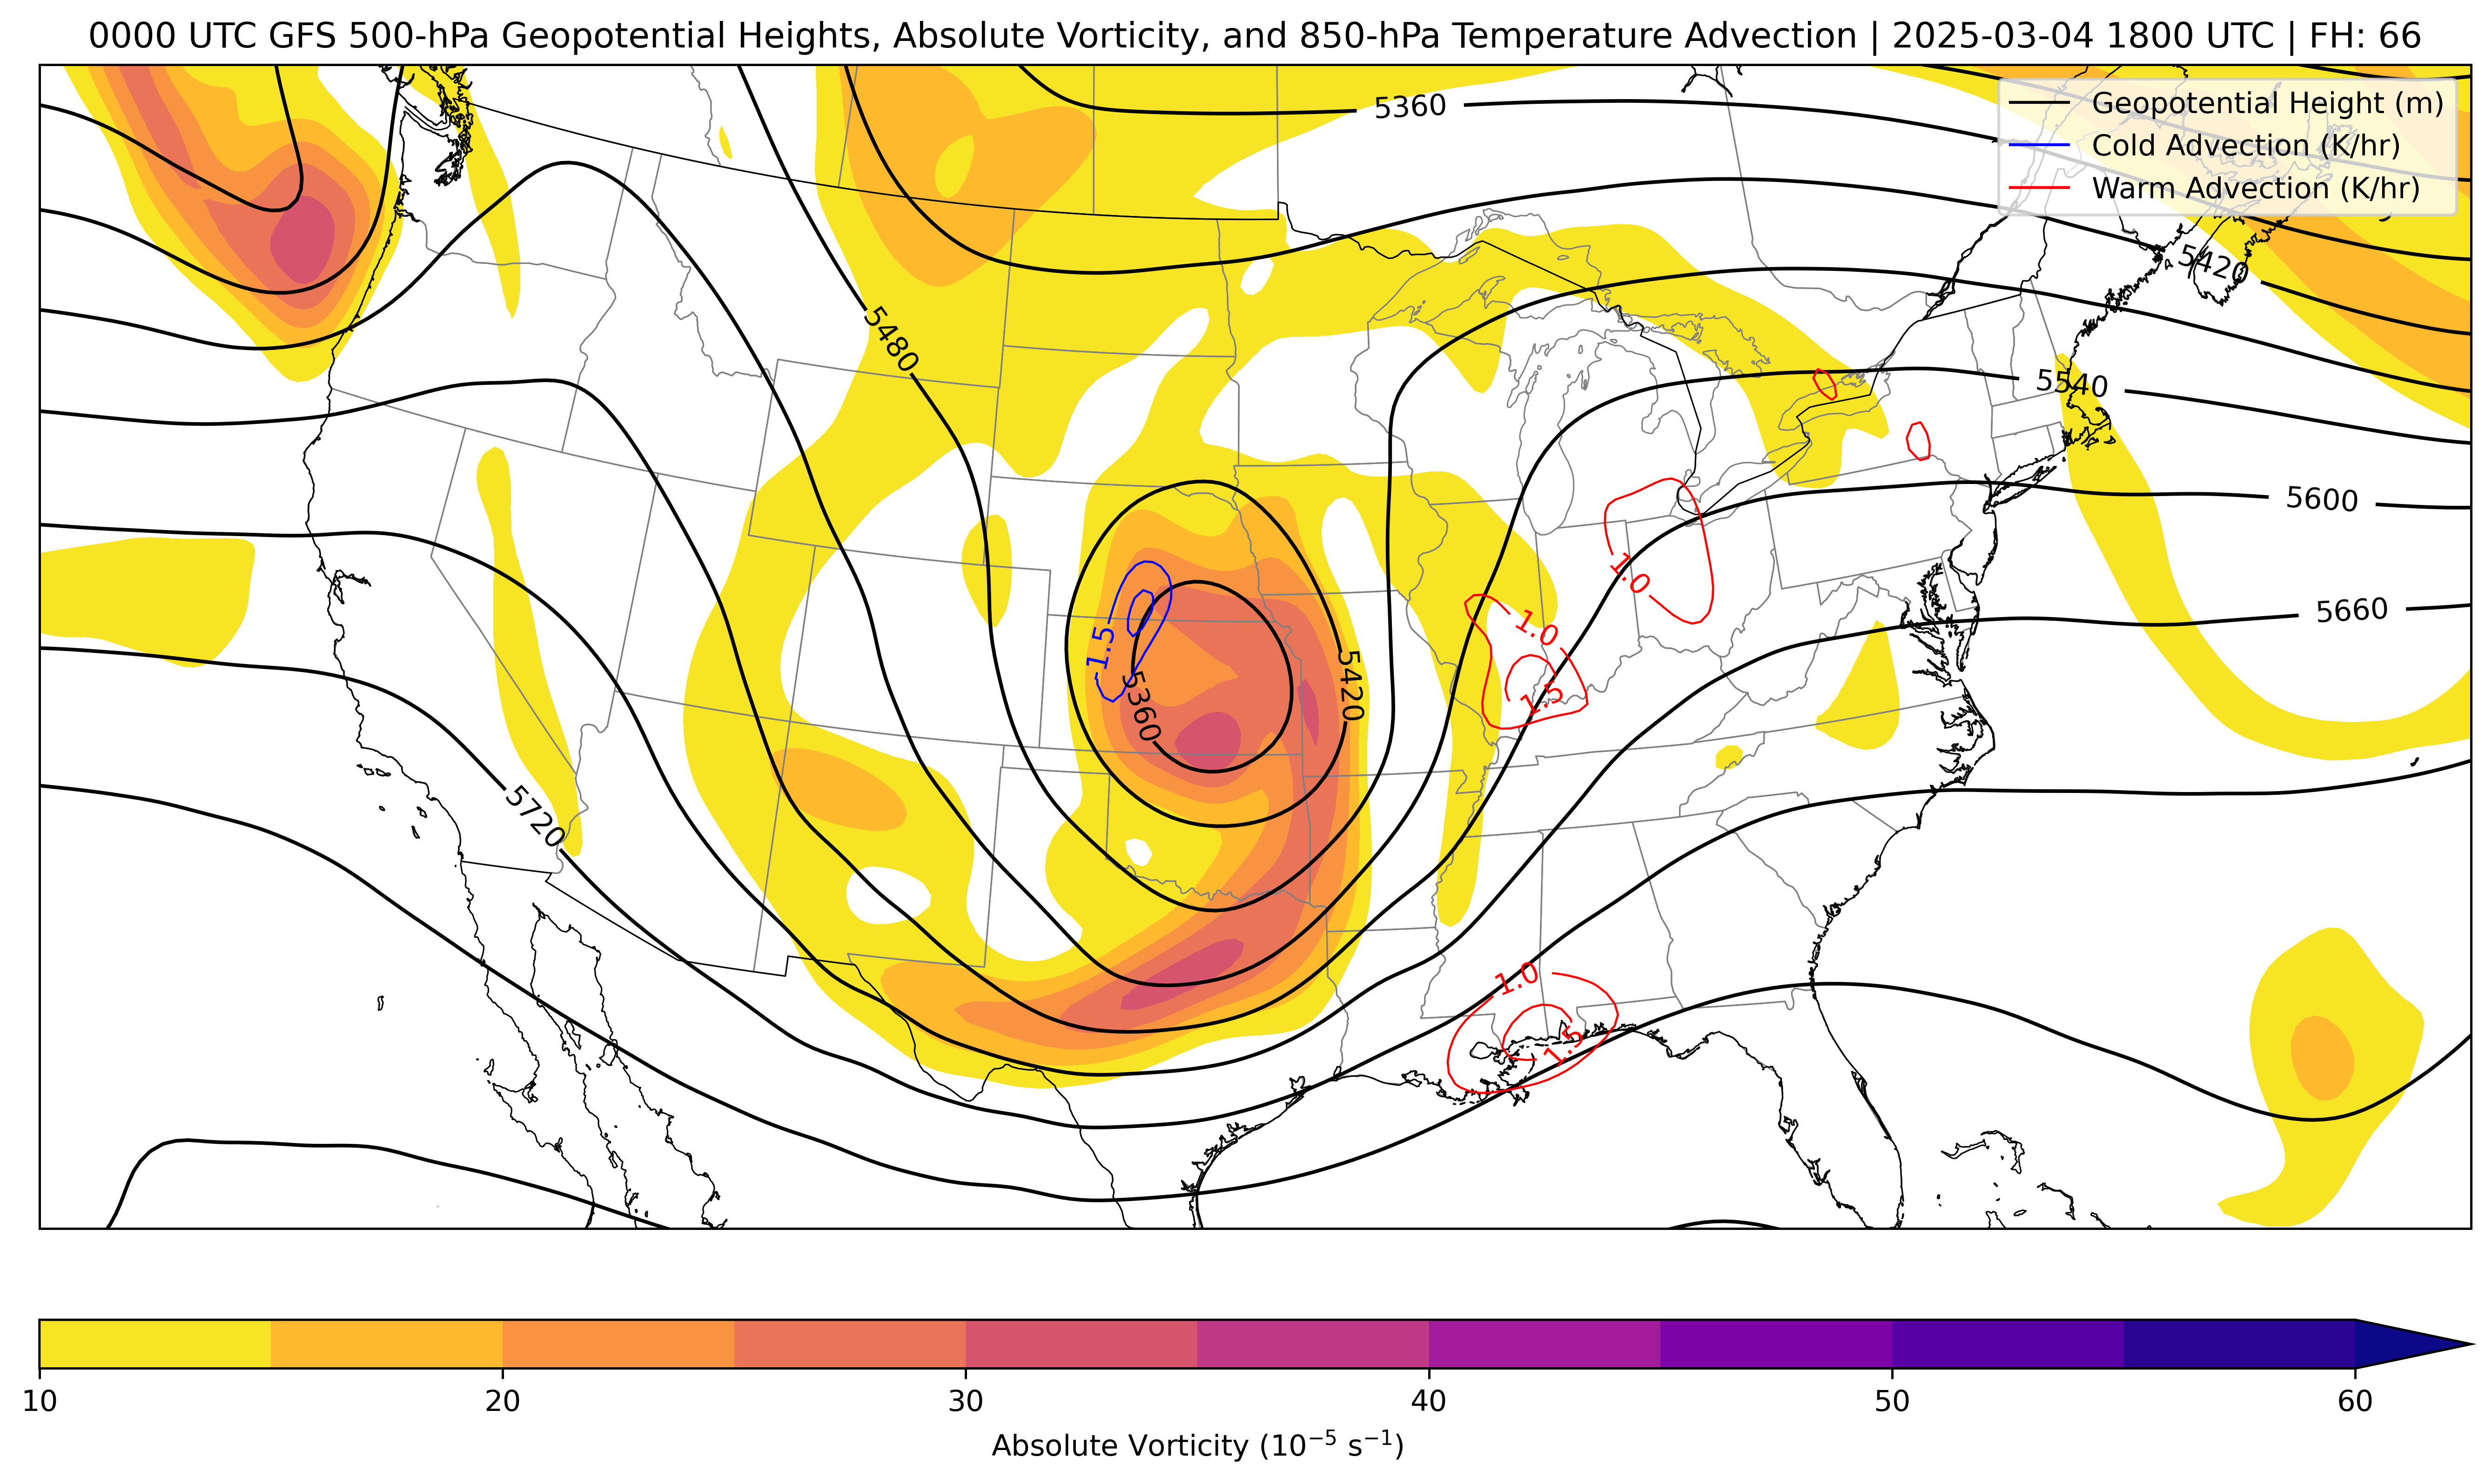 0000 UTC GFS 500-hPa Geopotential Heights, Absolute Vorticity, and 850-hPa Temperature Advection | 2025-03-04 1800 UTC | FH: 66
Geopotential Height (m)
Cold Advection (K/hr)
Warm Advection (K/hr)
5360
5420
5480
5540
5600
5660
1.0
1.0
-1.5
1.5
5360
5420
5720
1.0
1.5
10 20 30 40 50 60
Absolute Vorticity (10⁻⁵ s⁻¹)